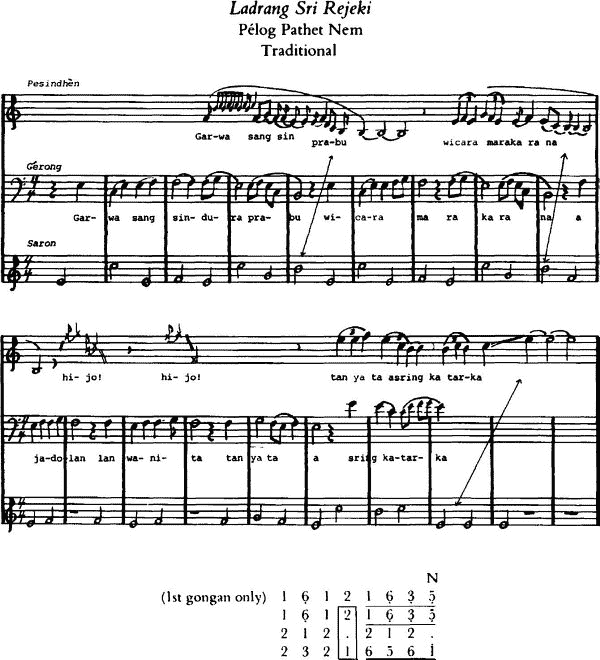 Ladrang Sri Rejeki
Pélog Pathet Nem
Traditional
Pesindhèn
Gar-wa sang sin pra-bu wicara maraka ra na
Gerong
Gar- wa sang sin- du- ra pra- bu wi- ca-ra ma ra ka ra na a
Saron
hi- jo! hi- jo! tan ya ta asring ka tar-ka
ja-do-lan lan wa- ni- ta tan ya ta a sring ka-tar- ka
N
(1st gongan only) 1 6̣ 1 2 1 6̣ 3̣ 5̣
1 6̣ 1 2 1 6̣ 3̣ 5̣
2 1 2 . 2 1 2 .
2 3 2 1 6 5 6 1